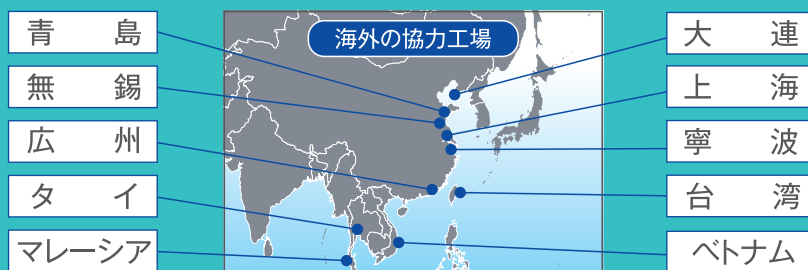 海外の協力工場
青島
無錫
広州
タイ
マレーシア
大連
上海
寧波
台湾
ベトナム